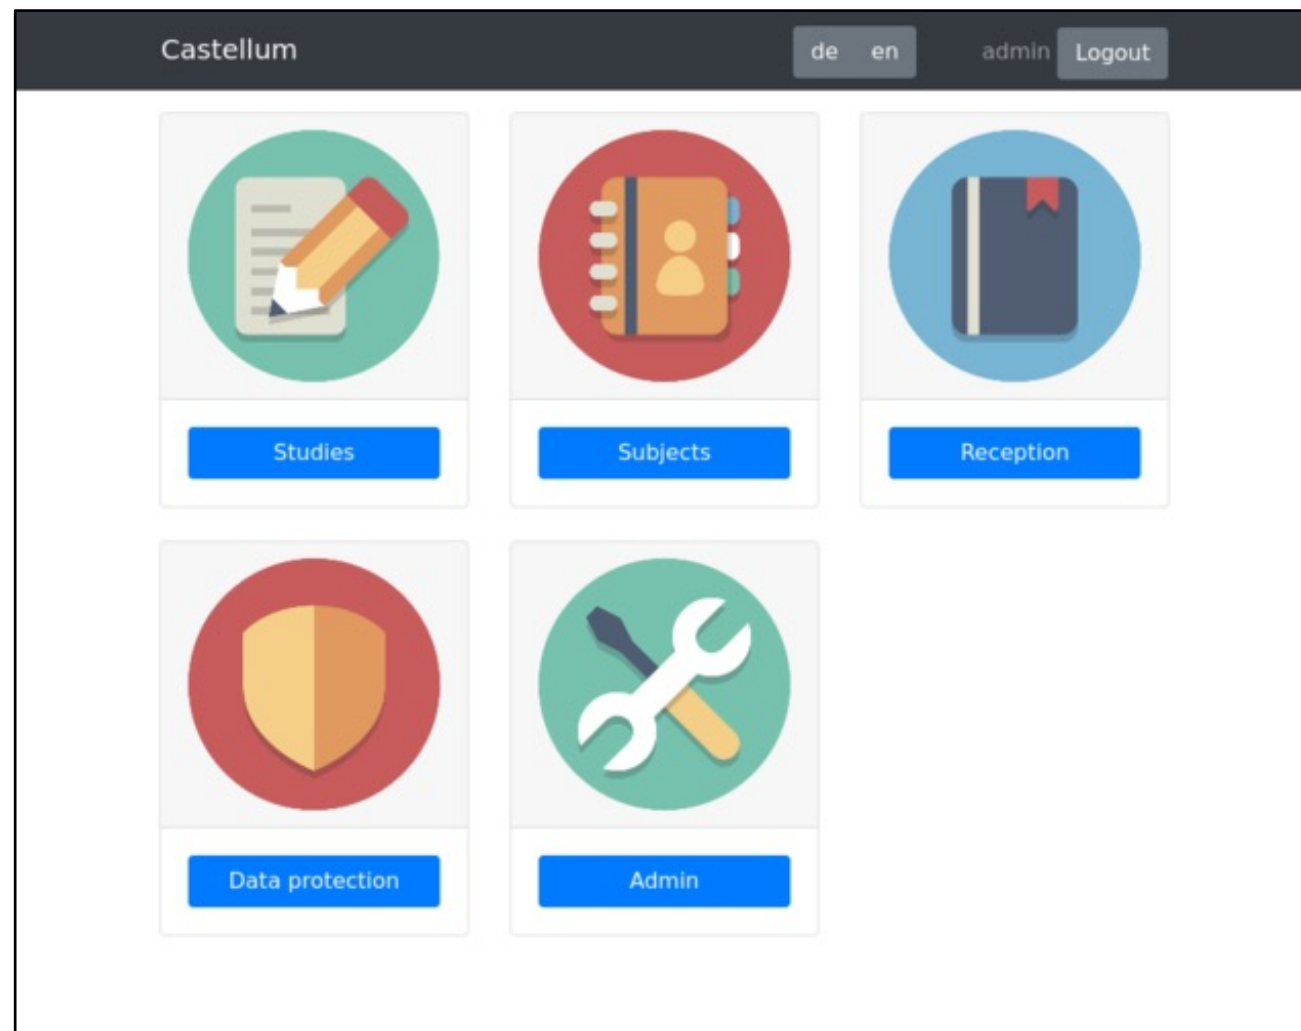 Castellum de en admin Logout
Studies Subjects Reception
Data protection Admin